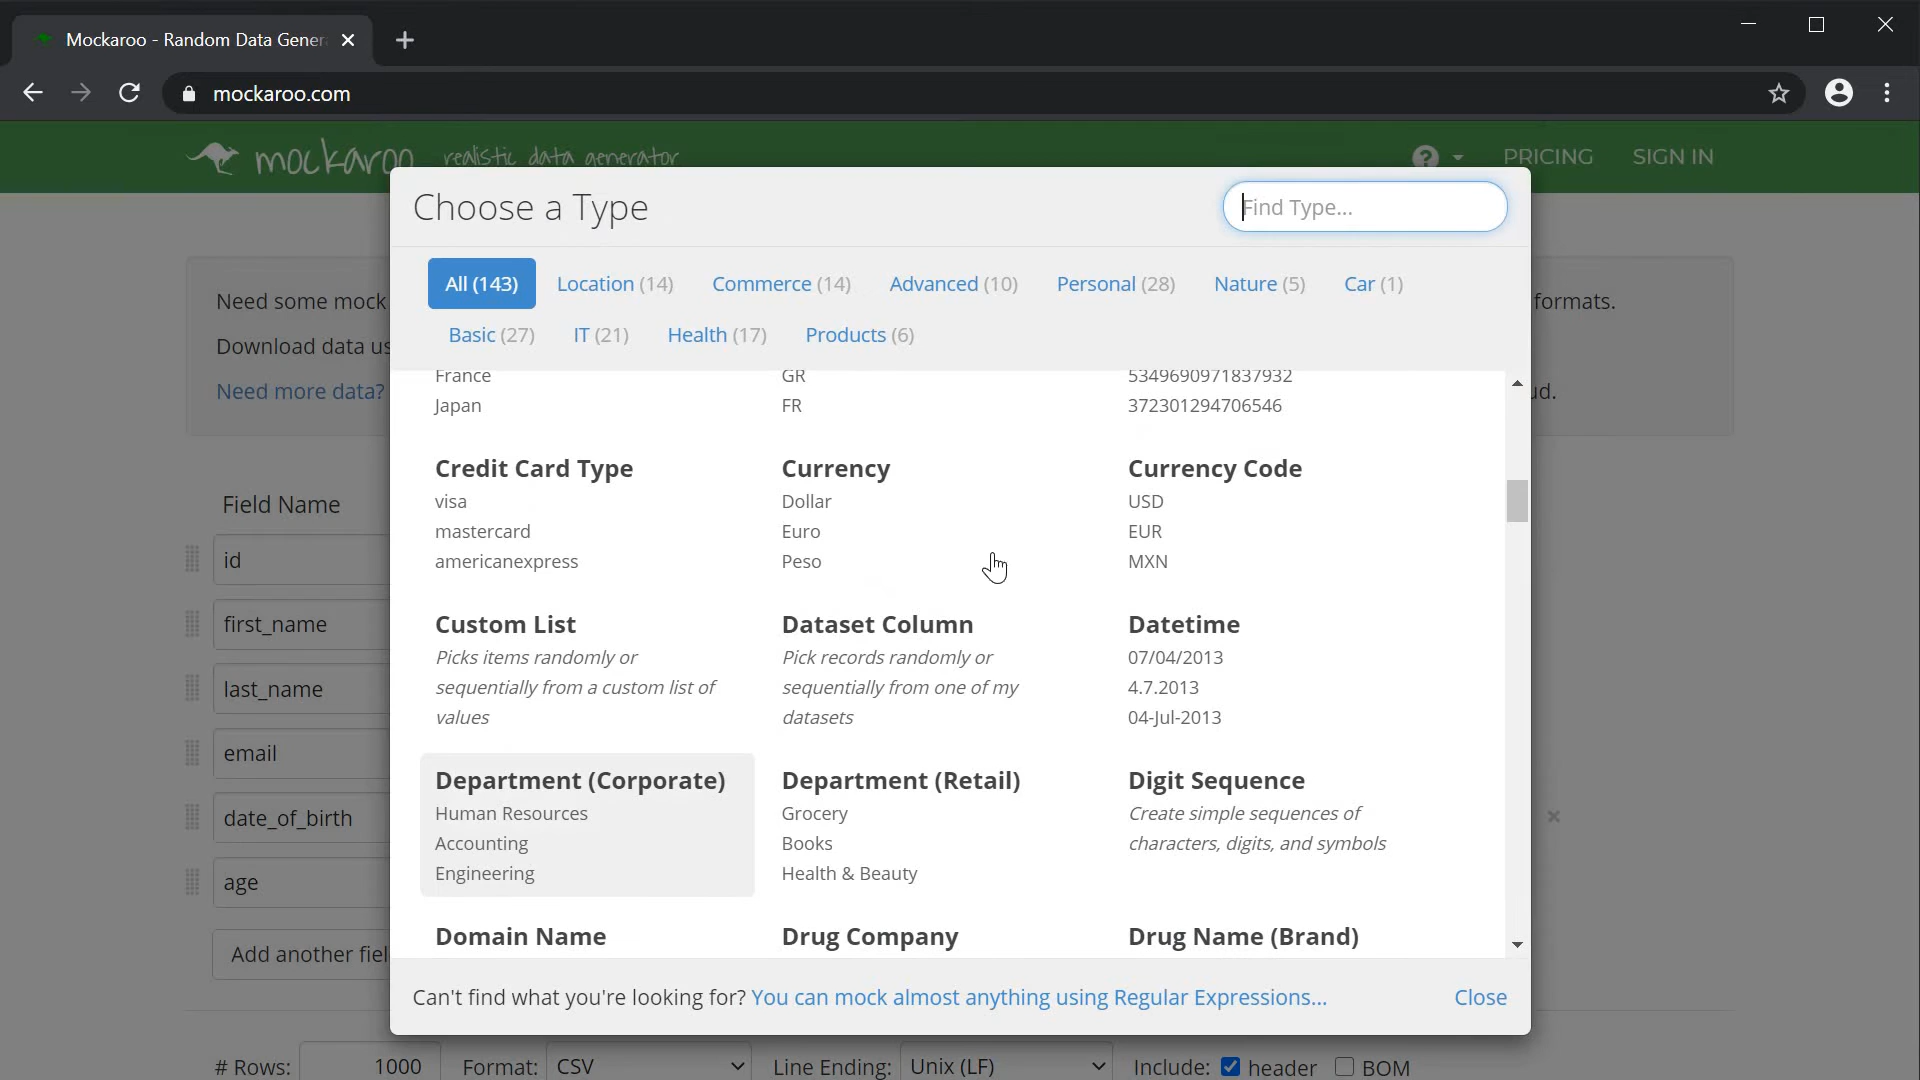 Mockaroo - Random Data Gener
mockaroo.com
mockaroo realistic data generator
PRICING SIGN IN
Choose a Type
Find Type...
All (143) Location (14) Commerce (14) Advanced (10) Personal (28) Nature (5) Car (1)
Basic (27) IT (21) Health (17) Products (6)
Need some mock
formats.
Download data us
Need more data?
ud.
France GR 5349690971837932
Japan FR 372301294706546
Credit Card Type Currency Currency Code
visa Dollar USD
mastercard Euro EUR
americanexpress Peso MXN
Custom List Dataset Column Datetime
Picks items randomly or Pick records randomly or 07/04/2013
sequentially from a custom list of sequentially from one of my 4.7.2013
values datasets 04-Jul-2013
Department (Corporate) Department (Retail) Digit Sequence
Human Resources Grocery Create simple sequences of
Accounting Books characters, digits, and symbols
Engineering Health & Beauty
Domain Name Drug Company Drug Name (Brand)
Can't find what you're looking for? You can mock almost anything using Regular Expressions... Close
Field Name
id
first_name
last_name
email
date_of_birth
age
Add another fiel
# Rows: 1000 Format: CSV Line Ending: Unix (LF) Include: header BOM